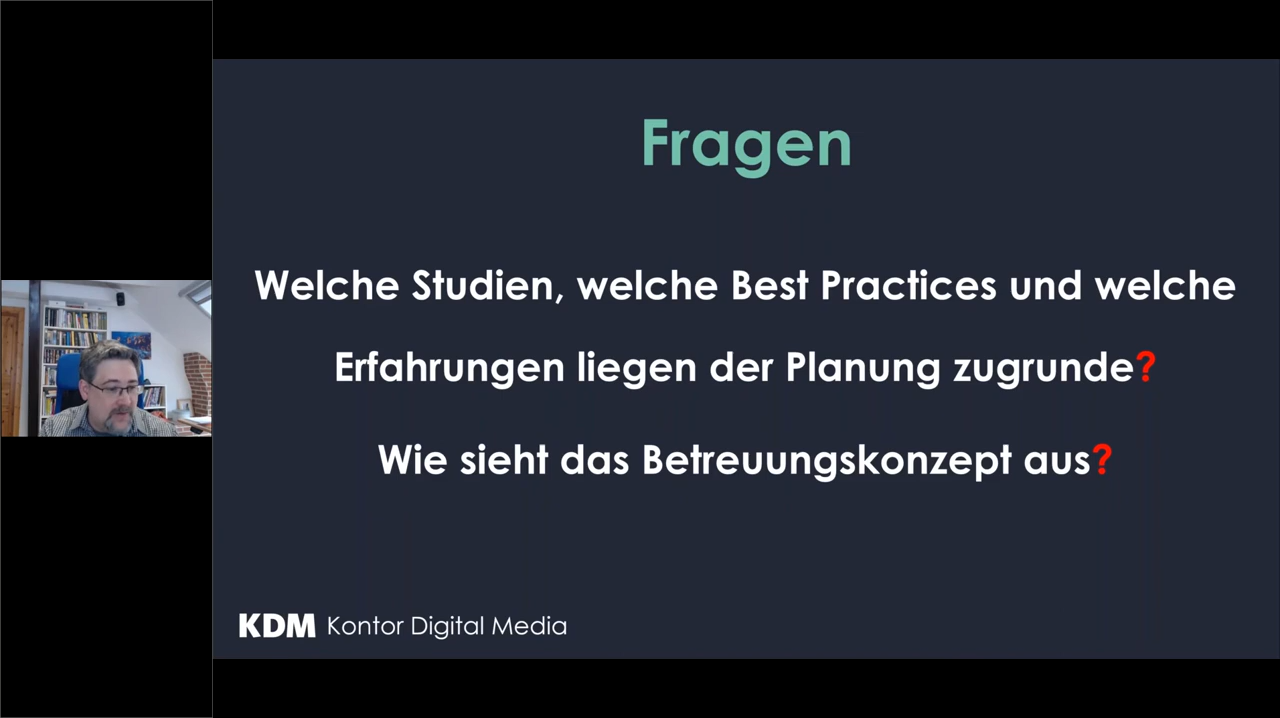 Fragen
Welche Studien, welche Best Practices und welche
Erfahrungen liegen der Planung zugrunde?
Wie sieht das Betreuungskonzept aus?
KDM Kontor Digital Media